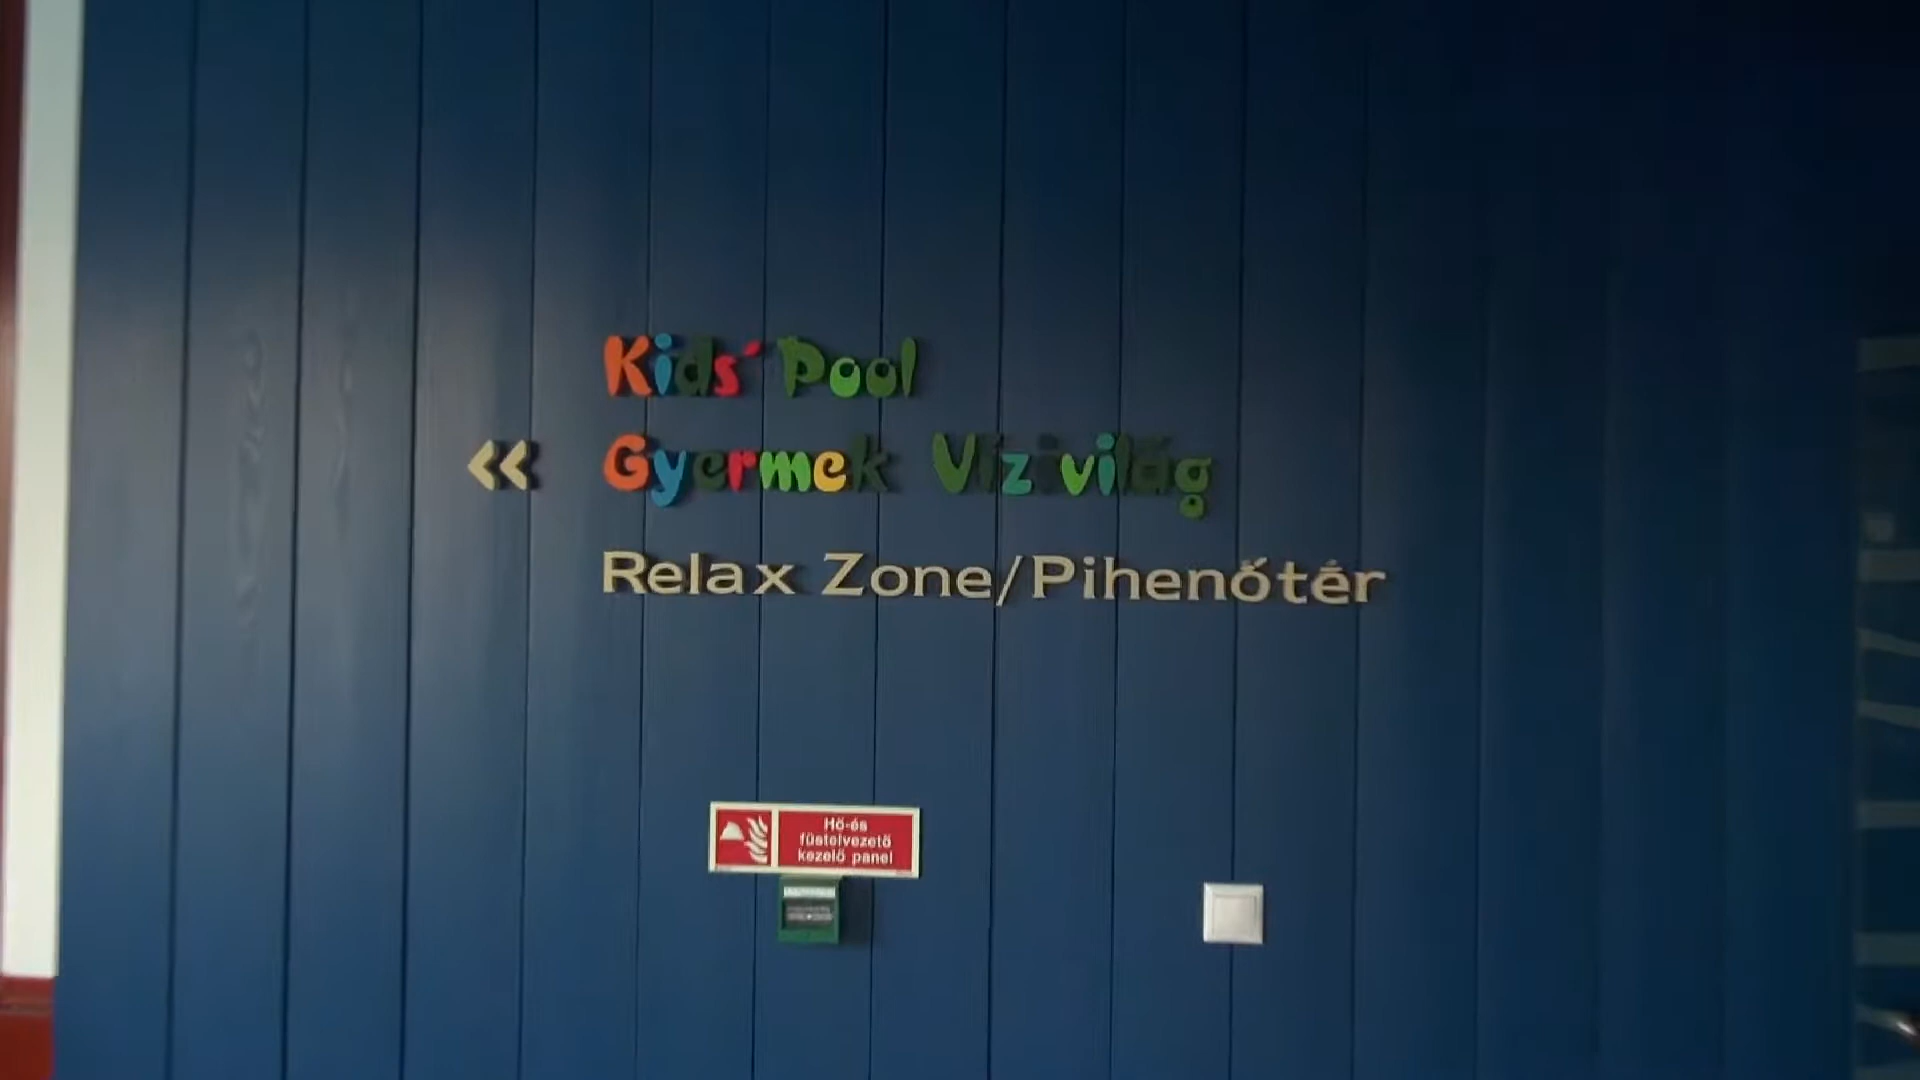 Kids' Pool
<< Gyermek Vízivilág
Relax Zone/Pihenőtér
Hő-és
füstelvezető
kezelő panel